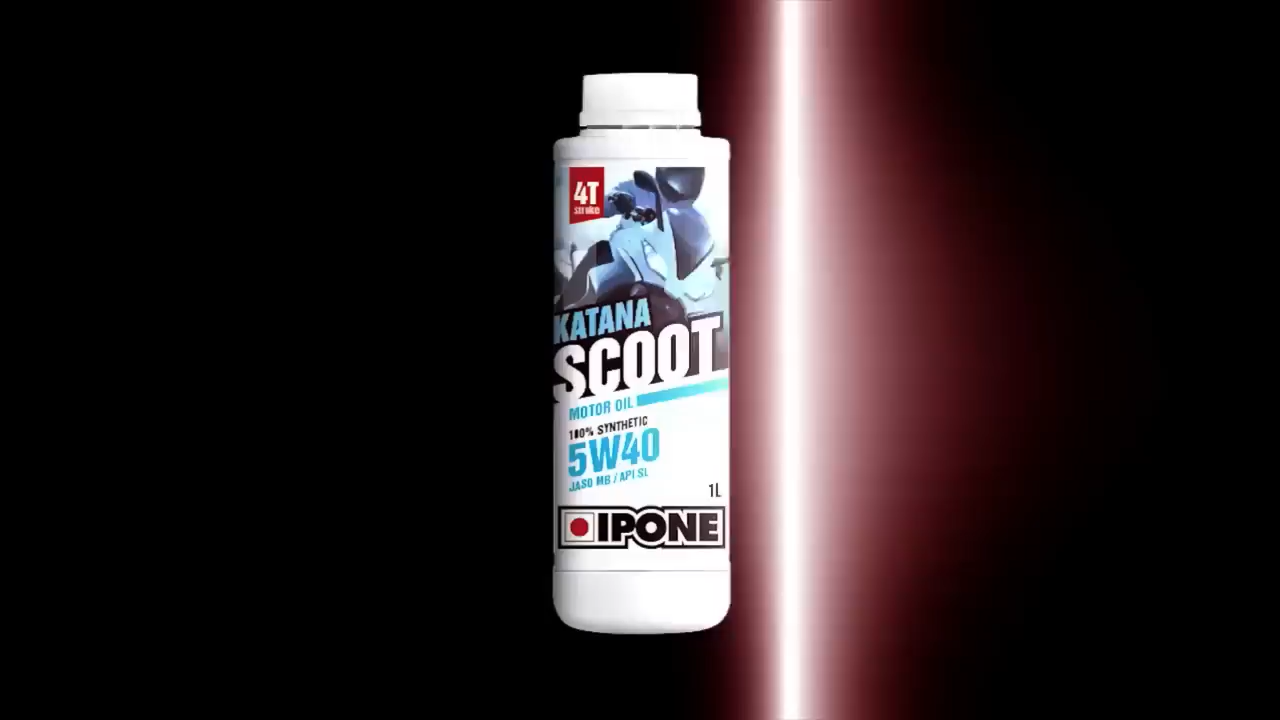 4T
KATANA
SCOOT
MOTOR OIL
100% SYNTHETIC
5W40
JASO MB / API SL
1L
IPONE